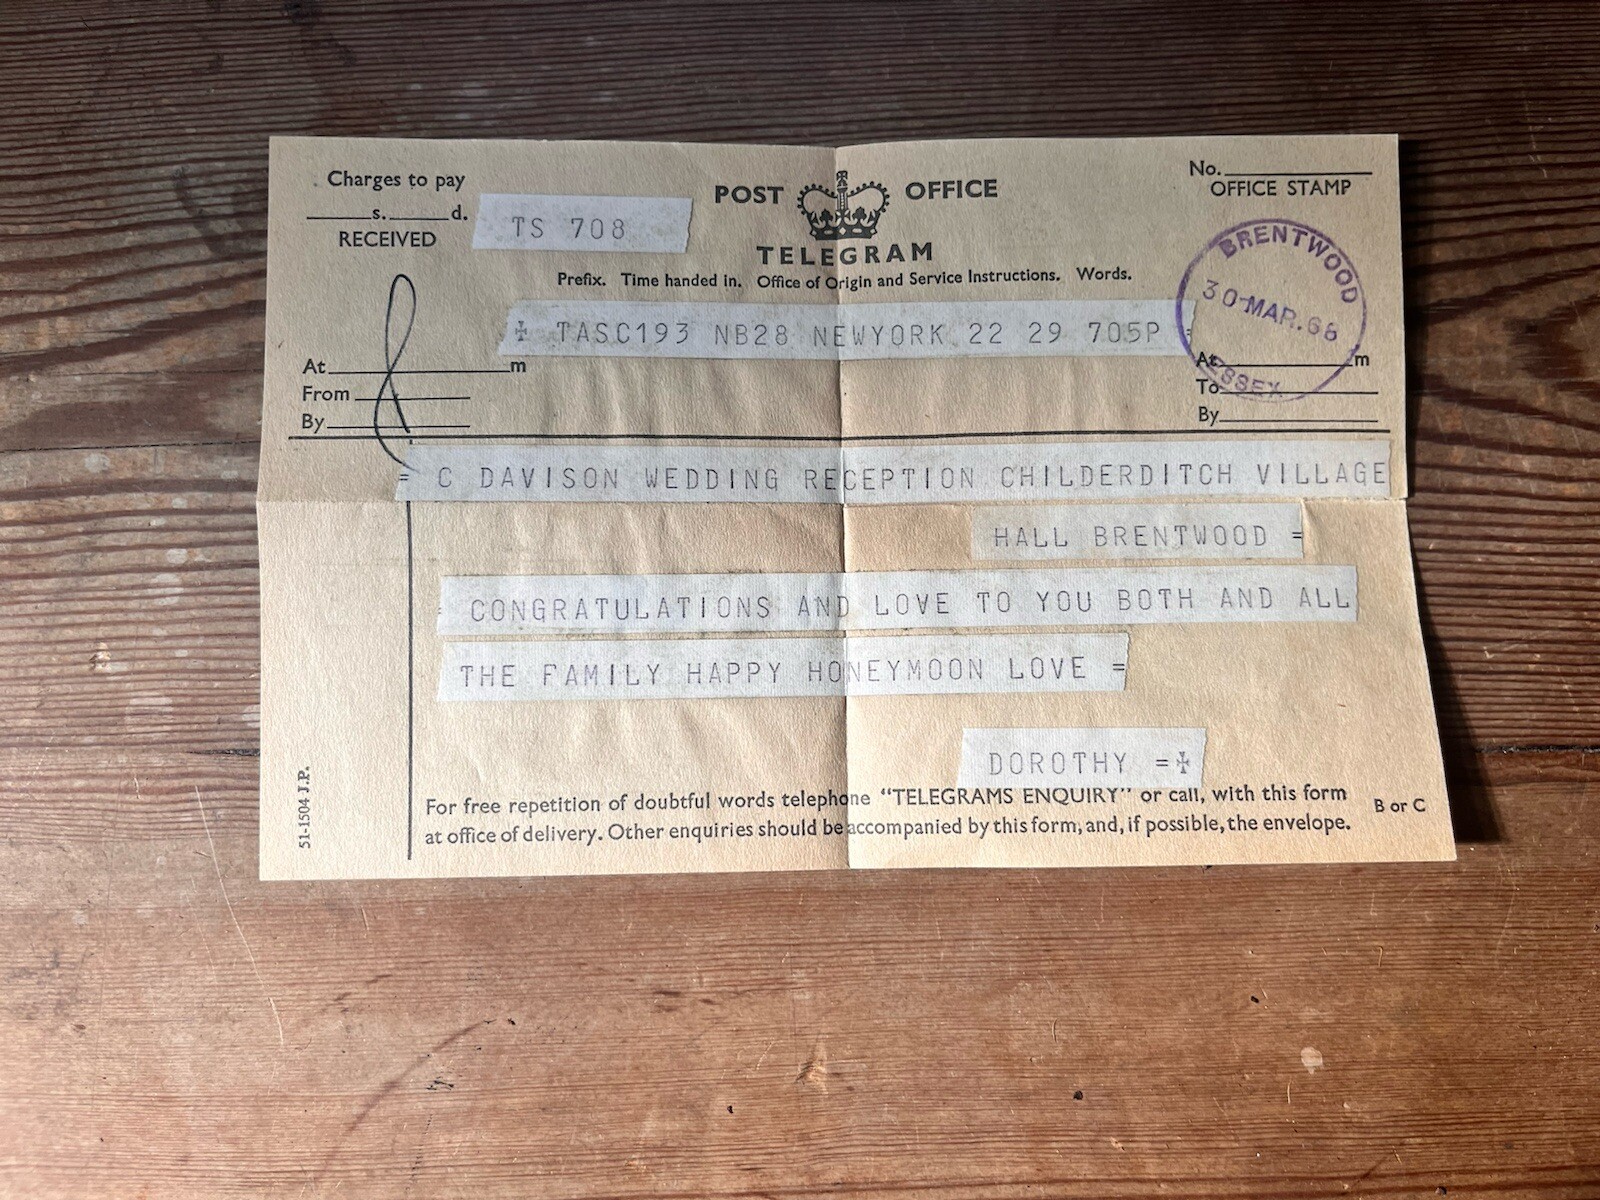 Charges to pay
s. d.
RECEIVED
TS 708
POST OFFICE
TELEGRAM
Prefix. Time handed in. Office of Origin and Service Instructions. Words.
No.
OFFICE STAMP
BRENTWOOD
30 MAR. 68
ESSEX
✠ TASC193 NB28 NEWYORK 22 29 705P =
At m
From
By
At m
To
By
= C DAVISON WEDDING RECEPTION CHILDERDITCH VILLAGE
HALL BRENTWOOD =
CONGRATULATIONS AND LOVE TO YOU BOTH AND ALL
THE FAMILY HAPPY HONEYMOON LOVE =
DOROTHY =✠
For free repetition of doubtful words telephone "TELEGRAMS ENQUIRY" or call, with this form
at office of delivery. Other enquiries should be accompanied by this form, and, if possible, the envelope.
B or C
51-1504 J.P.